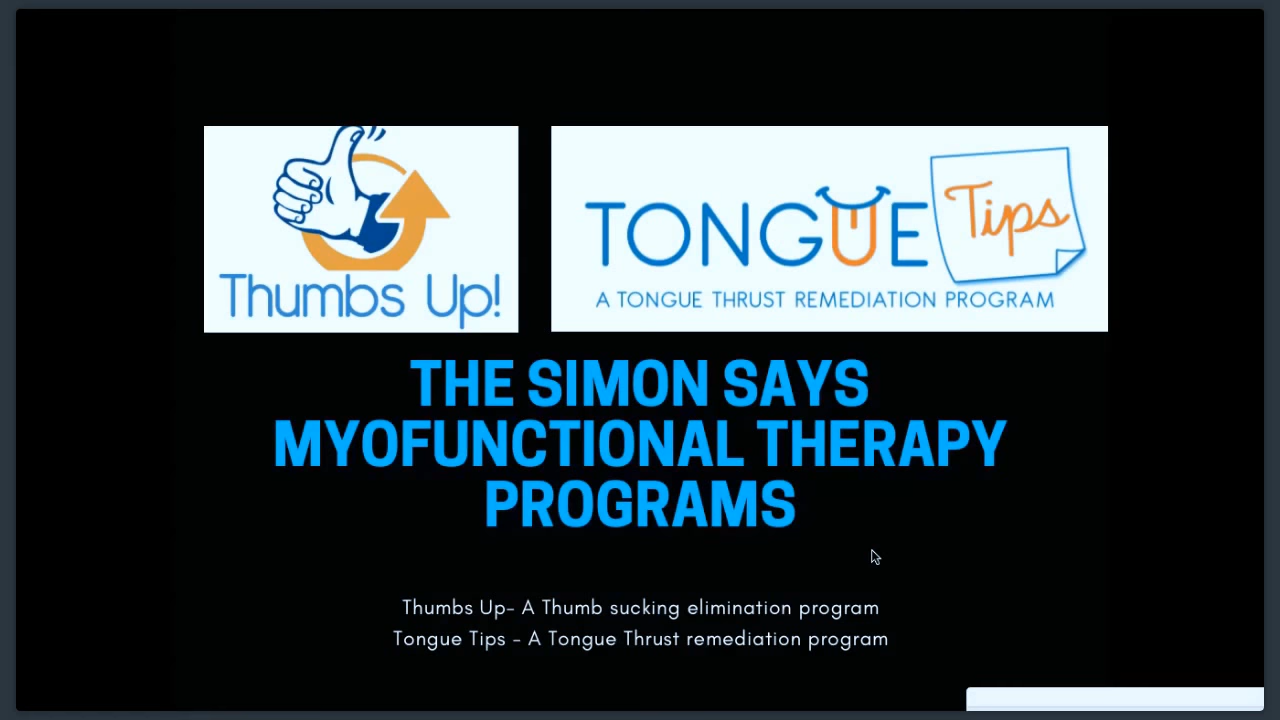 Thumbs Up!
TONGUE Tips
A TONGUE THRUST REMEDIATION PROGRAM
THE SIMON SAYS
MYOFUNCTIONAL THERAPY
PROGRAMS
Thumbs Up- A Thumb sucking elimination program
Tongue Tips - A Tongue Thrust remediation program